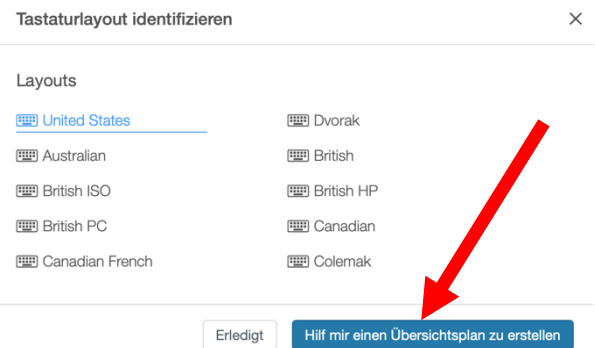 Tastaturlayout identifizieren
Layouts
United States
Dvorak
Australian
British
British ISO
British HP
British PC
Canadian
Canadian French
Colemak
Erledigt
Hilf mir einen Übersichtsplan zu erstellen